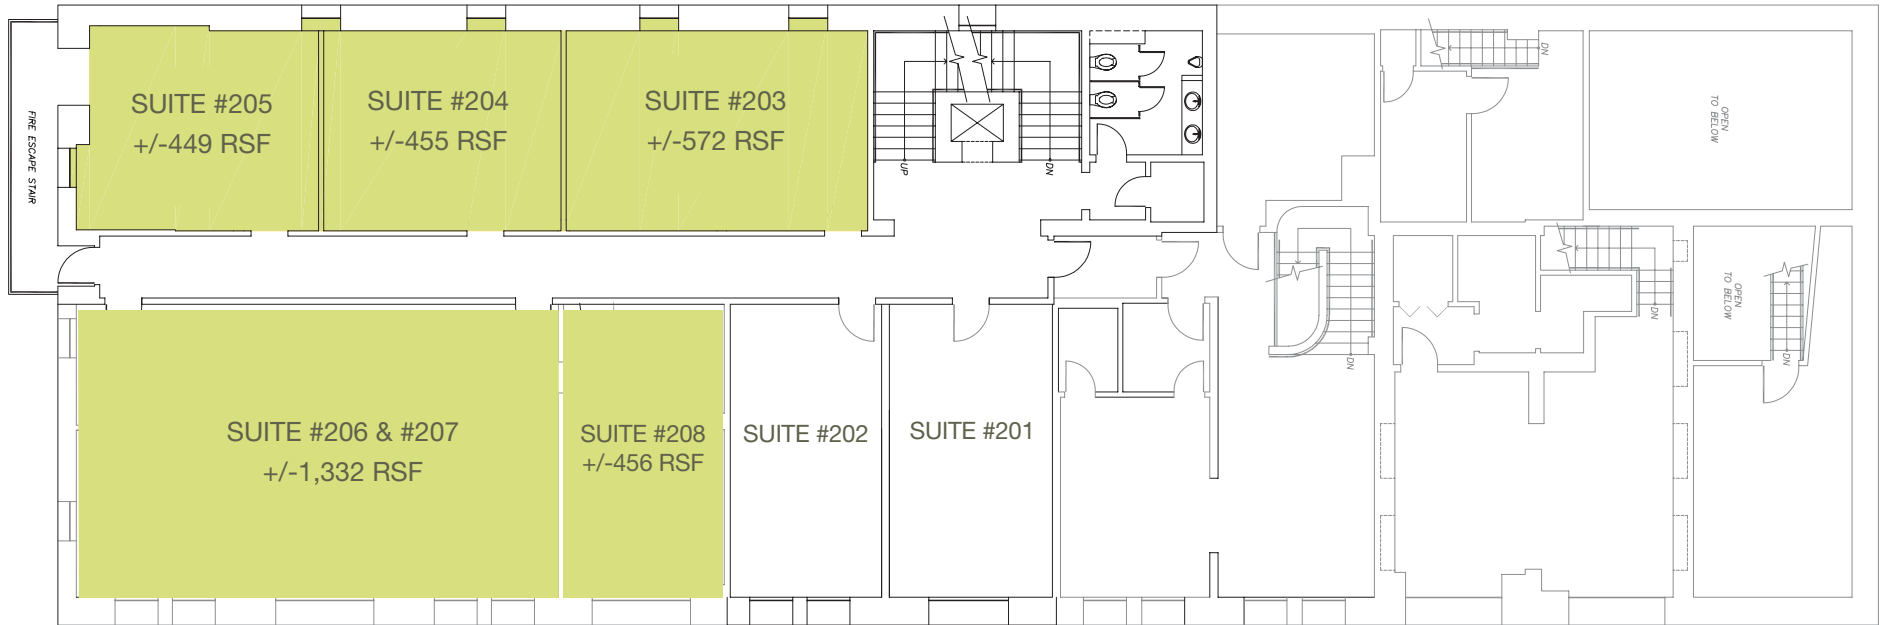 FIRE ESCAPE STAIR
SUITE #205
+/-449 RSF
SUITE #204
+/-455 RSF
SUITE #203
+/-572 RSF
UP
DN
DN
OPEN
TO BELOW
SUITE #206 & #207
+/-1,332 RSF
SUITE #208
+/-456 RSF
SUITE #202
SUITE #201
DN
DN
OPEN
TO BELOW
DN